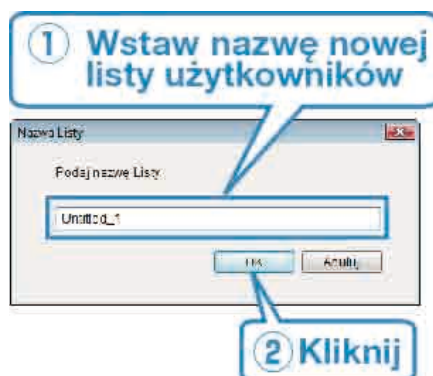 1 Wstaw nazwę nowej
listy użytkowników
Nazwa Listy
Podaj nazwę Listy
Untitled_1
OK Anuluj
2 Kliknij